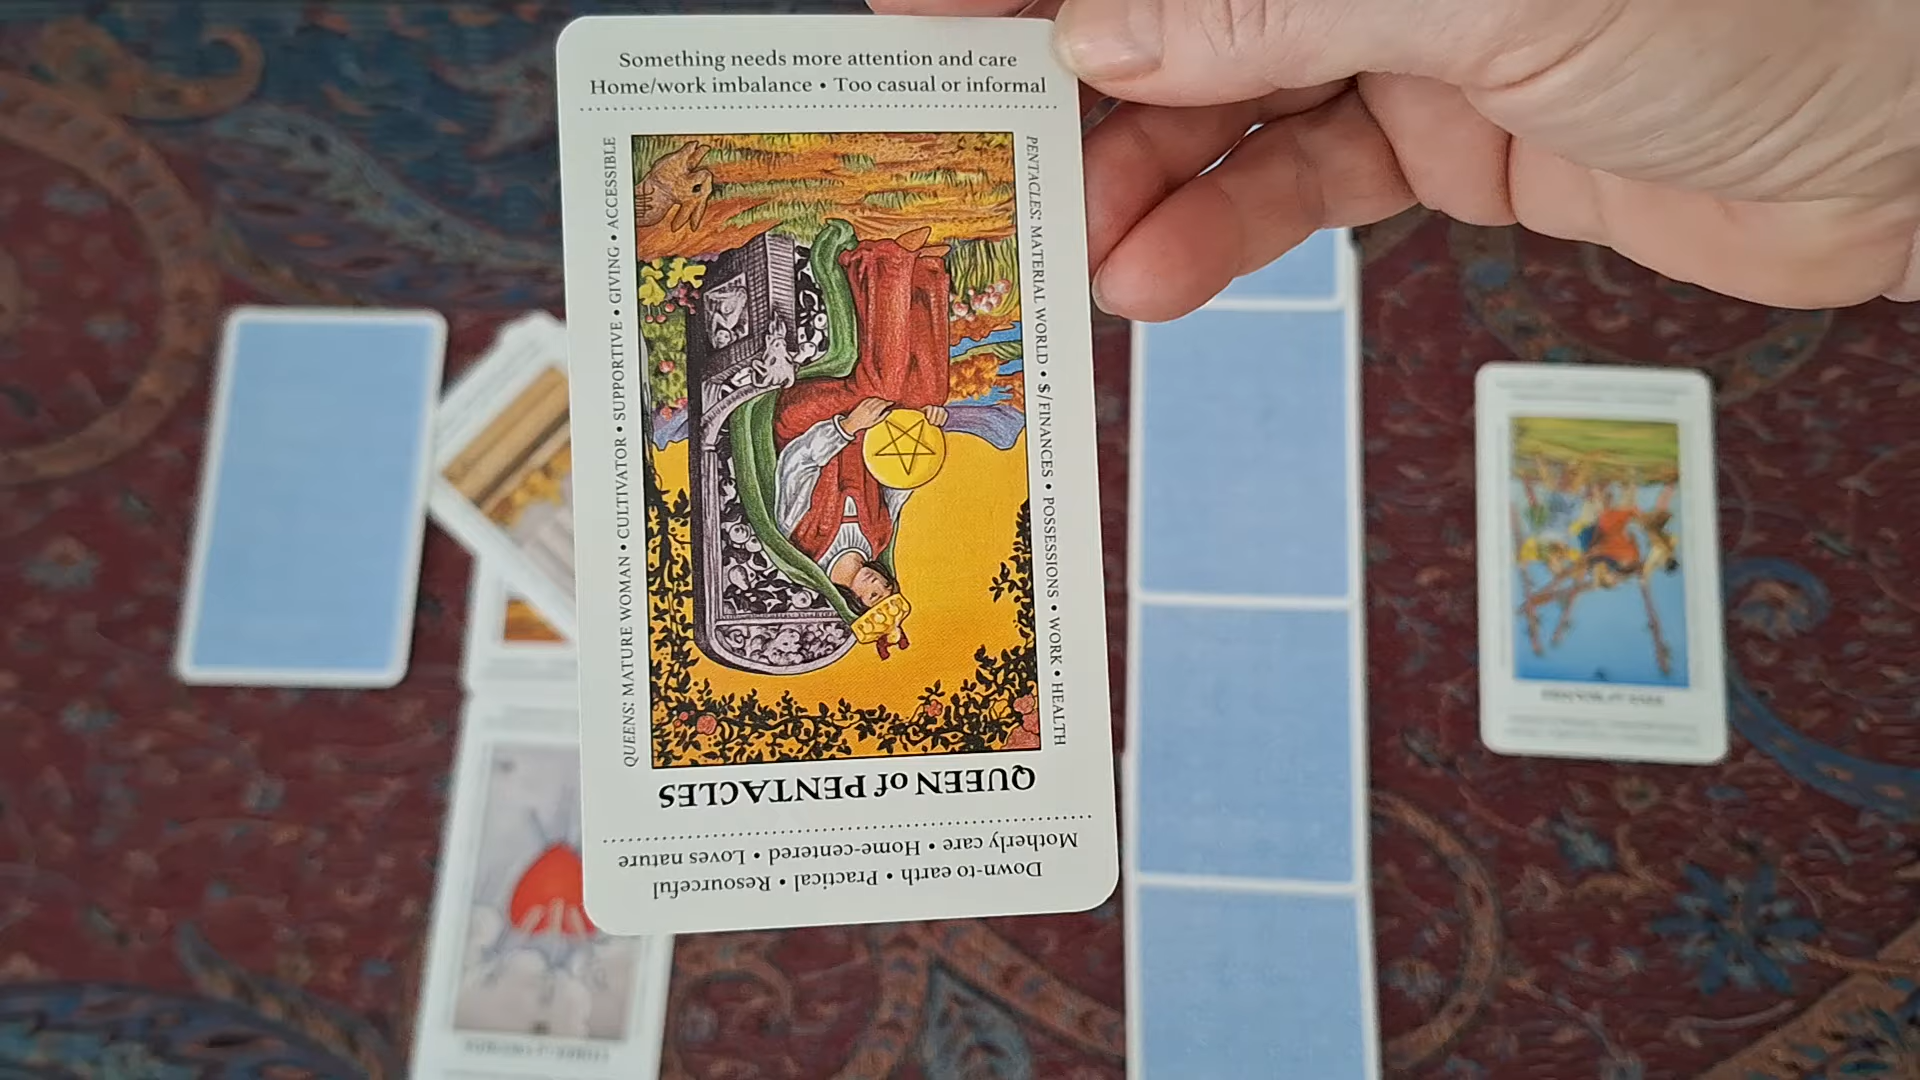 Something needs more attention and care
Home/work imbalance • Too casual or informal
QUEENS: MATURE WOMAN • CULTIVATOR • SUPPORTIVE • GIVING • ACCESSIBLE
PENTACLES: MATERIAL WORLD • $/FINANCES • POSSESSIONS • WORK • HEALTH
QUEEN of PENTACLES
Down-to earth • Practical • Resourceful
Motherly care • Home-centered • Loves nature